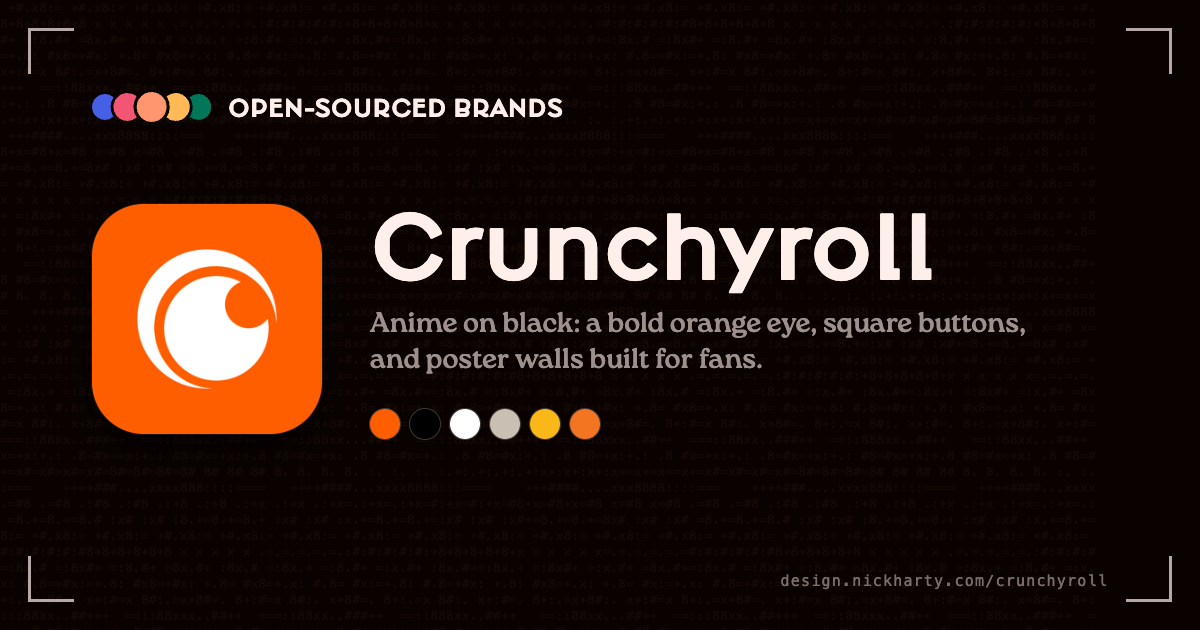 OPEN-SOURCED BRANDS
Crunchyroll
Anime on black: a bold orange eye, square buttons,
and poster walls built for fans.
design.nickharty.com/crunchyroll